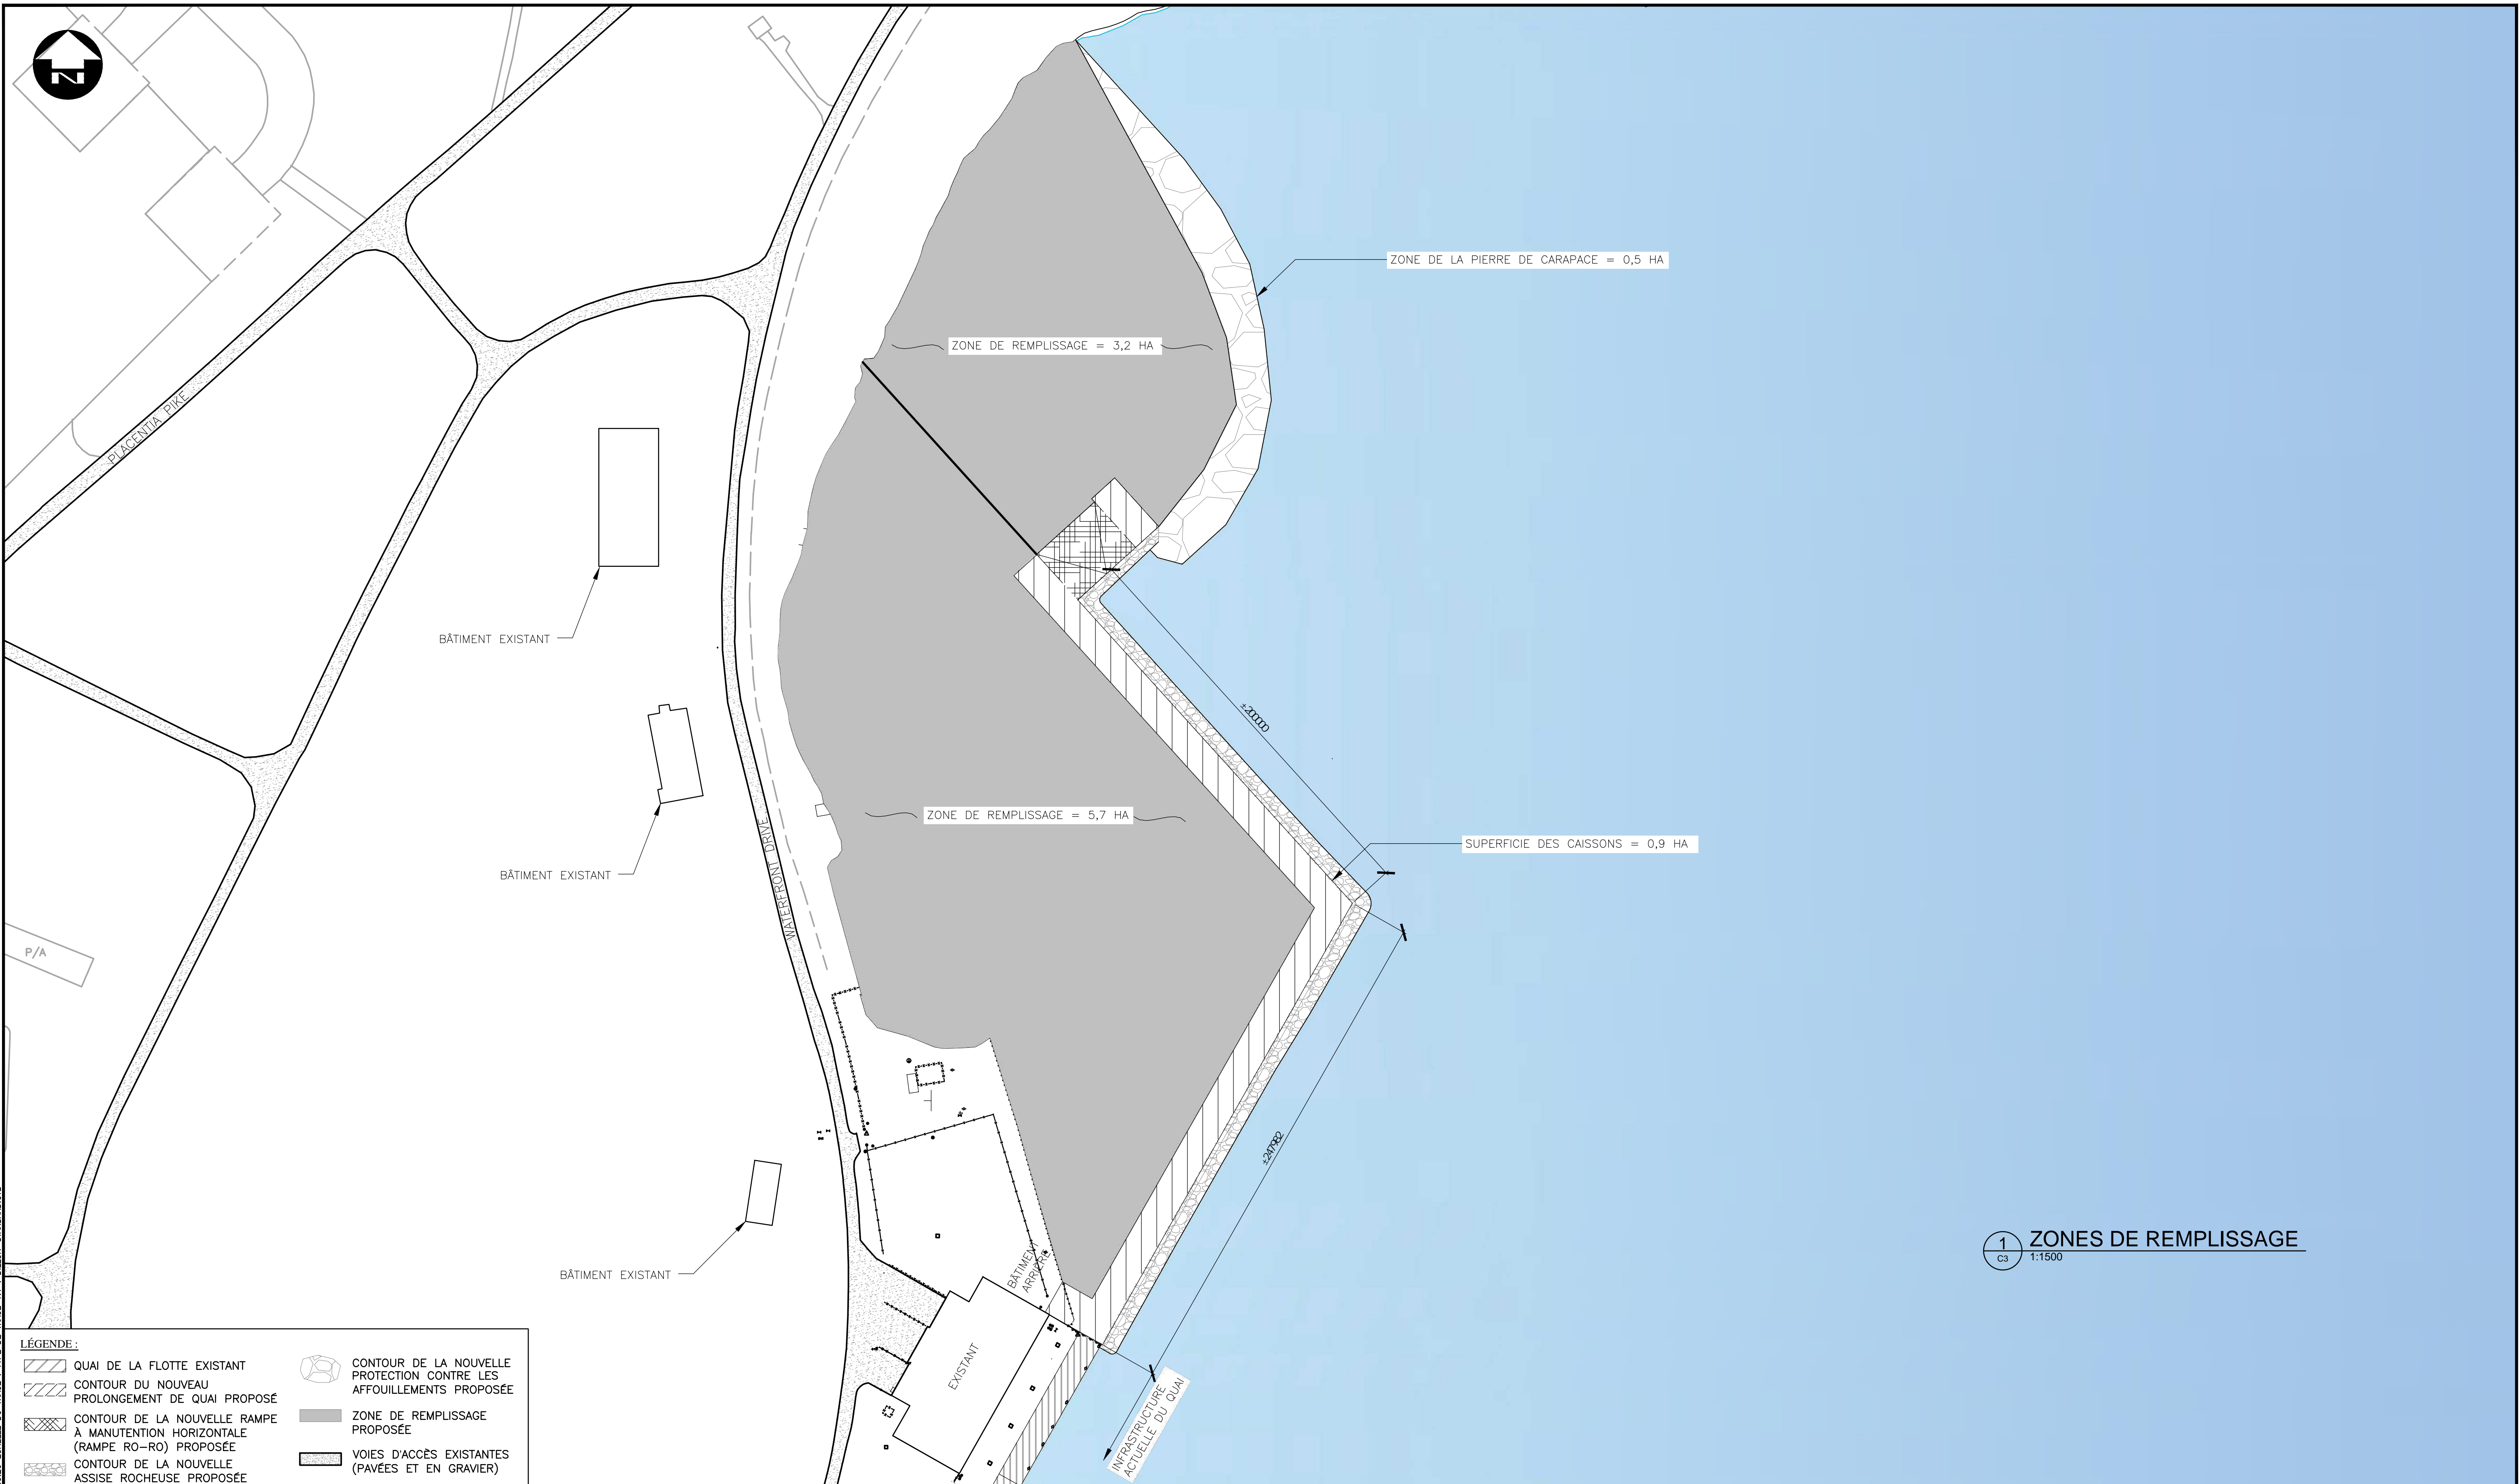 N
ZONE DE LA PIERRE DE CARAPACE = 0,5 HA
ZONE DE REMPLISSAGE = 3,2 HA
PLACENTIA PIKE
BÂTIMENT EXISTANT
±200000
ZONE DE REMPLISSAGE = 5,7 HA
SUPERFICIE DES CAISSONS = 0,9 HA
WATERFRONT DRIVE
BÂTIMENT EXISTANT
P/A
±247982
1
C3
ZONES DE REMPLISSAGE
1:1500
BÂTIMENT EXISTANT
BÂTIMENT
ARRIÈRE
EXISTANT
INFRASTRUCTURE
ACTUELLE DU QUAI
LÉGENDE :
QUAI DE LA FLOTTE EXISTANT
CONTOUR DU NOUVEAU
PROLONGEMENT DE QUAI PROPOSÉ
CONTOUR DE LA NOUVELLE RAMPE
À MANUTENTION HORIZONTALE
(RAMPE RO-RO) PROPOSÉE
CONTOUR DE LA NOUVELLE
ASSISE ROCHEUSE PROPOSÉE
CONTOUR DE LA NOUVELLE
PROTECTION CONTRE LES
AFFOUILLEMENTS PROPOSÉE
ZONE DE REMPLISSAGE
PROPOSÉE
VOIES D'ACCÈS EXISTANTES
(PAVÉES ET EN GRAVIER)